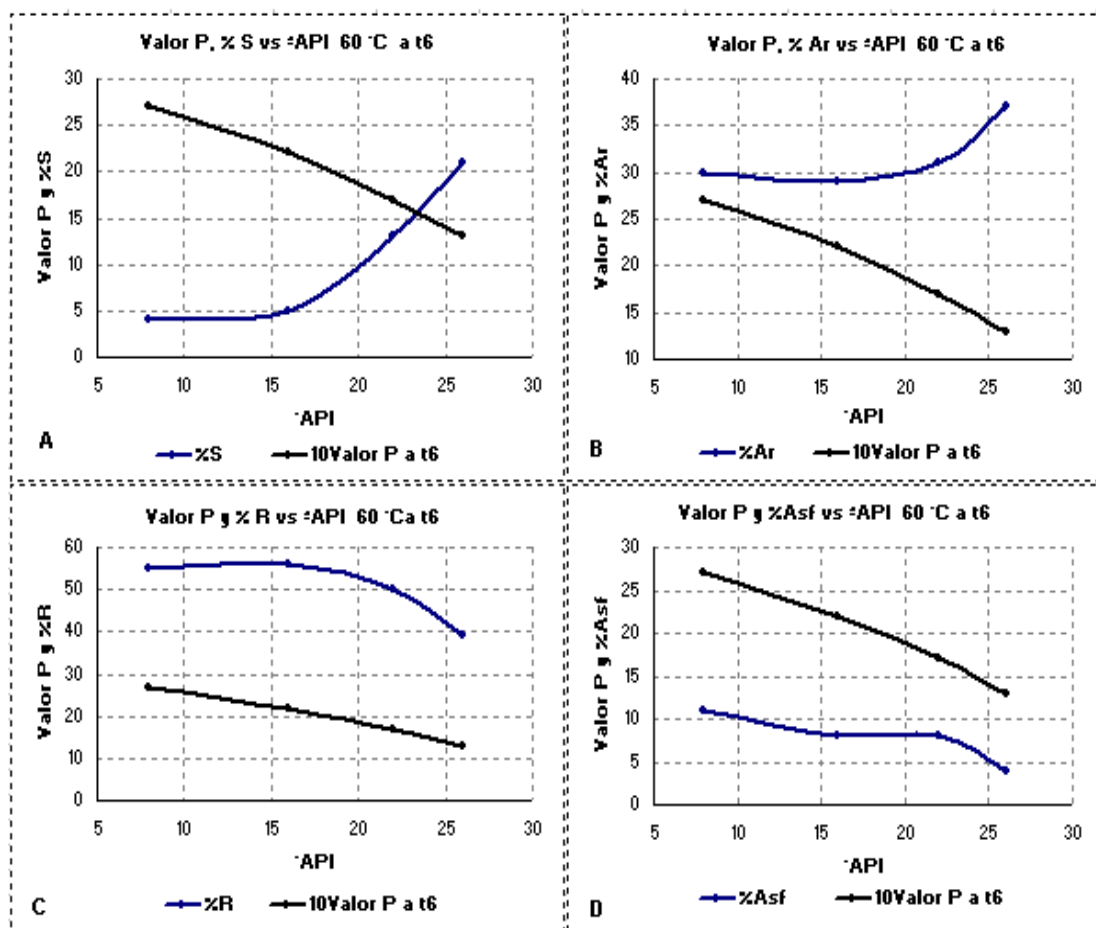 Valor P, % S vs °API 60 °C a t6
30
25
20
15
10
5
0
Valor P y %S
5 10 15 20 25 30
°API
A
%S 10Valor P a t6
Valor P, % Ar vs °API 60 °C a t6
40
35
30
25
20
15
10
Valor P y %Ar
5 10 15 20 25 30
°API
B
%Ar 10Valor P a t6
Valor P y % R vs °API 60 °Ca t6
60
50
40
30
20
10
0
Valor P y %R
5 10 15 20 25 30
°API
C
%R 10Valor P a t6
Valor P y %Asf vs °API 60 °C a t6
30
25
20
15
10
5
0
Valor P y %Asf
5 10 15 20 25 30
°API
D
%Asf 10Valor P a t6